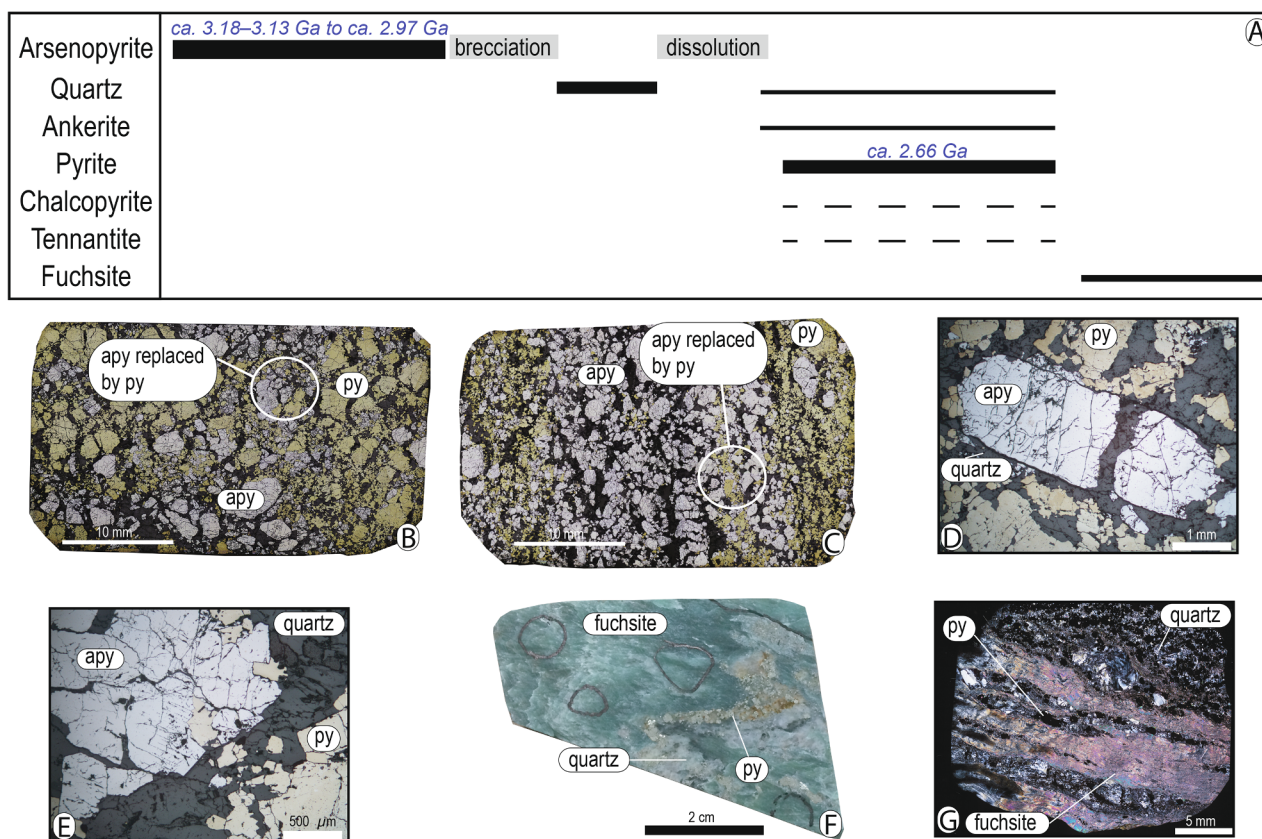 ca. 3.18–3.13 Ga to ca. 2.97 Ga
A
Arsenopyrite
brecciation
dissolution
Quartz
Ankerite
Pyrite
ca. 2.66 Ga
Chalcopyrite
Tennantite
Fuchsite
apy replaced
by py
py
apy
10 mm
B
apy replaced
by py
py
apy
10 mm
C
py
apy
quartz
D
1 mm
quartz
apy
py
E
500 µm
fuchsite
quartz
py
2 cm
F
quartz
py
G
fuchsite
5 mm